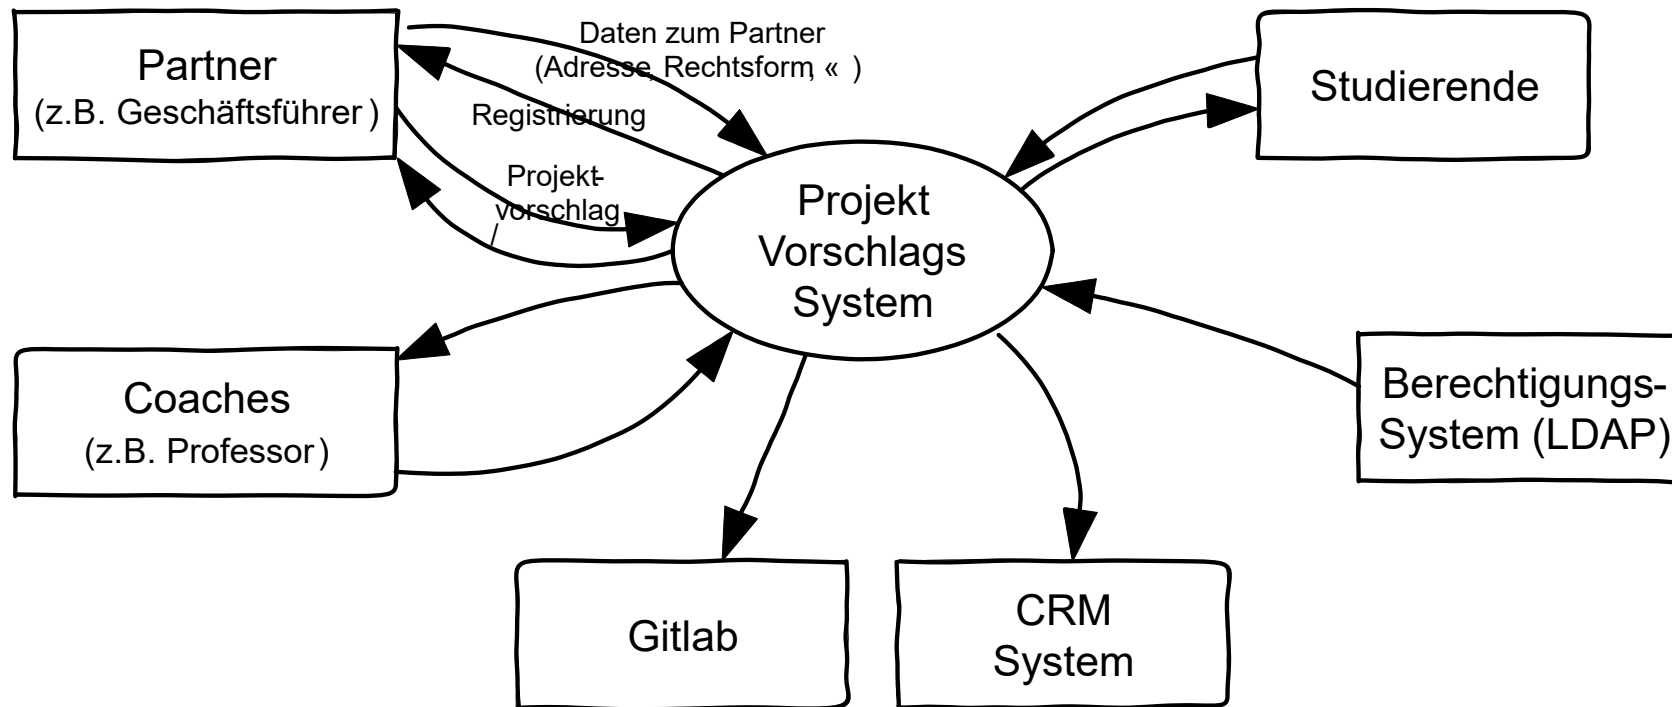 Partner
(z.B. Geschäftsführer)
Daten zum Partner
(Adresse, Rechtsform, « )
Registrierung
Projekt-
vorschlag
/
Studierende
Projekt
Vorschlags
System
Coaches
(z.B. Professor)
Berechtigungs-
System (LDAP)
Gitlab
CRM
System